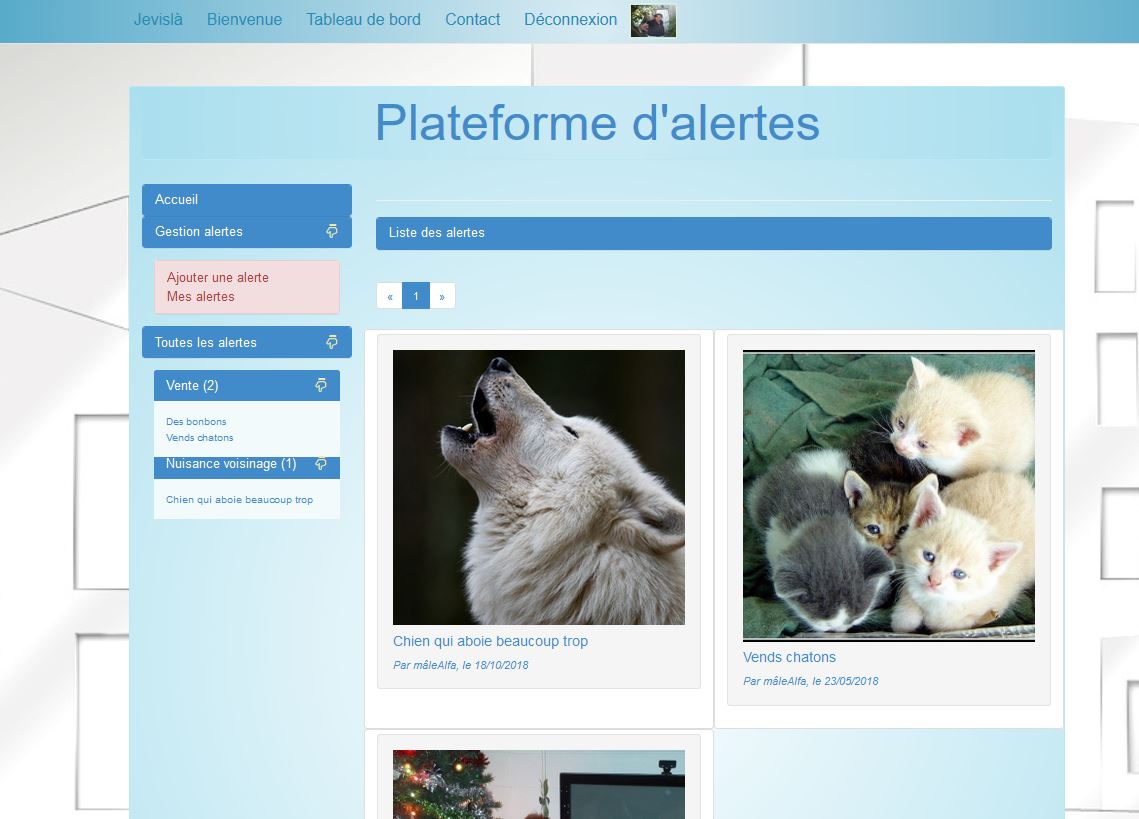 Jevislà Bienvenue Tableau de bord Contact Déconnexion
Plateforme d'alertes
Accueil
Gestion alertes
Ajouter une alerte
Mes alertes
Toutes les alertes
Vente (2)
Des bonbons
Vends chatons
Nuisance voisinage (1)
Chien qui aboie beaucoup trop
Liste des alertes
« 1 »
Chien qui aboie beaucoup trop
Par mâleAlfa, le 18/10/2018
Vends chatons
Par mâleAlfa, le 23/05/2018